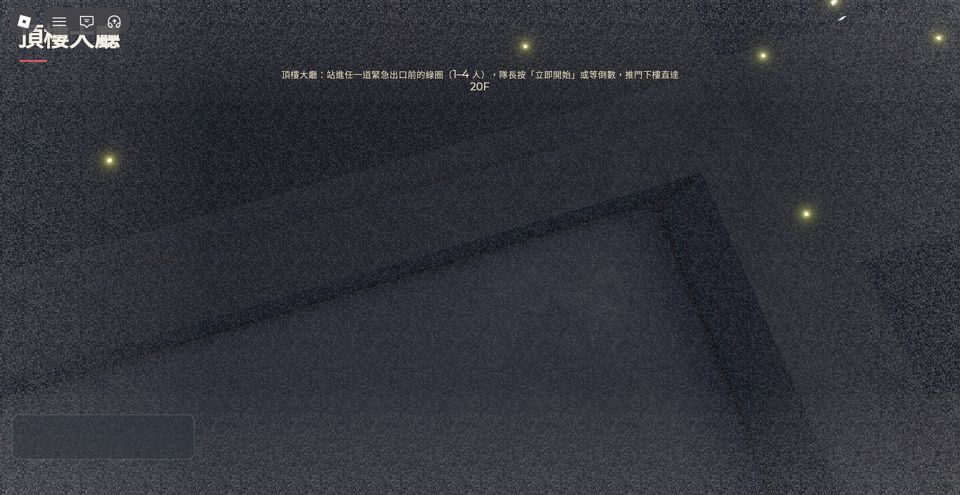 頂樓大廳
頂樓大廳：站進任一道緊急出口前的綠圈（1–4 人），隊長按「立即開始」或等倒數，推門下樓直達
20F